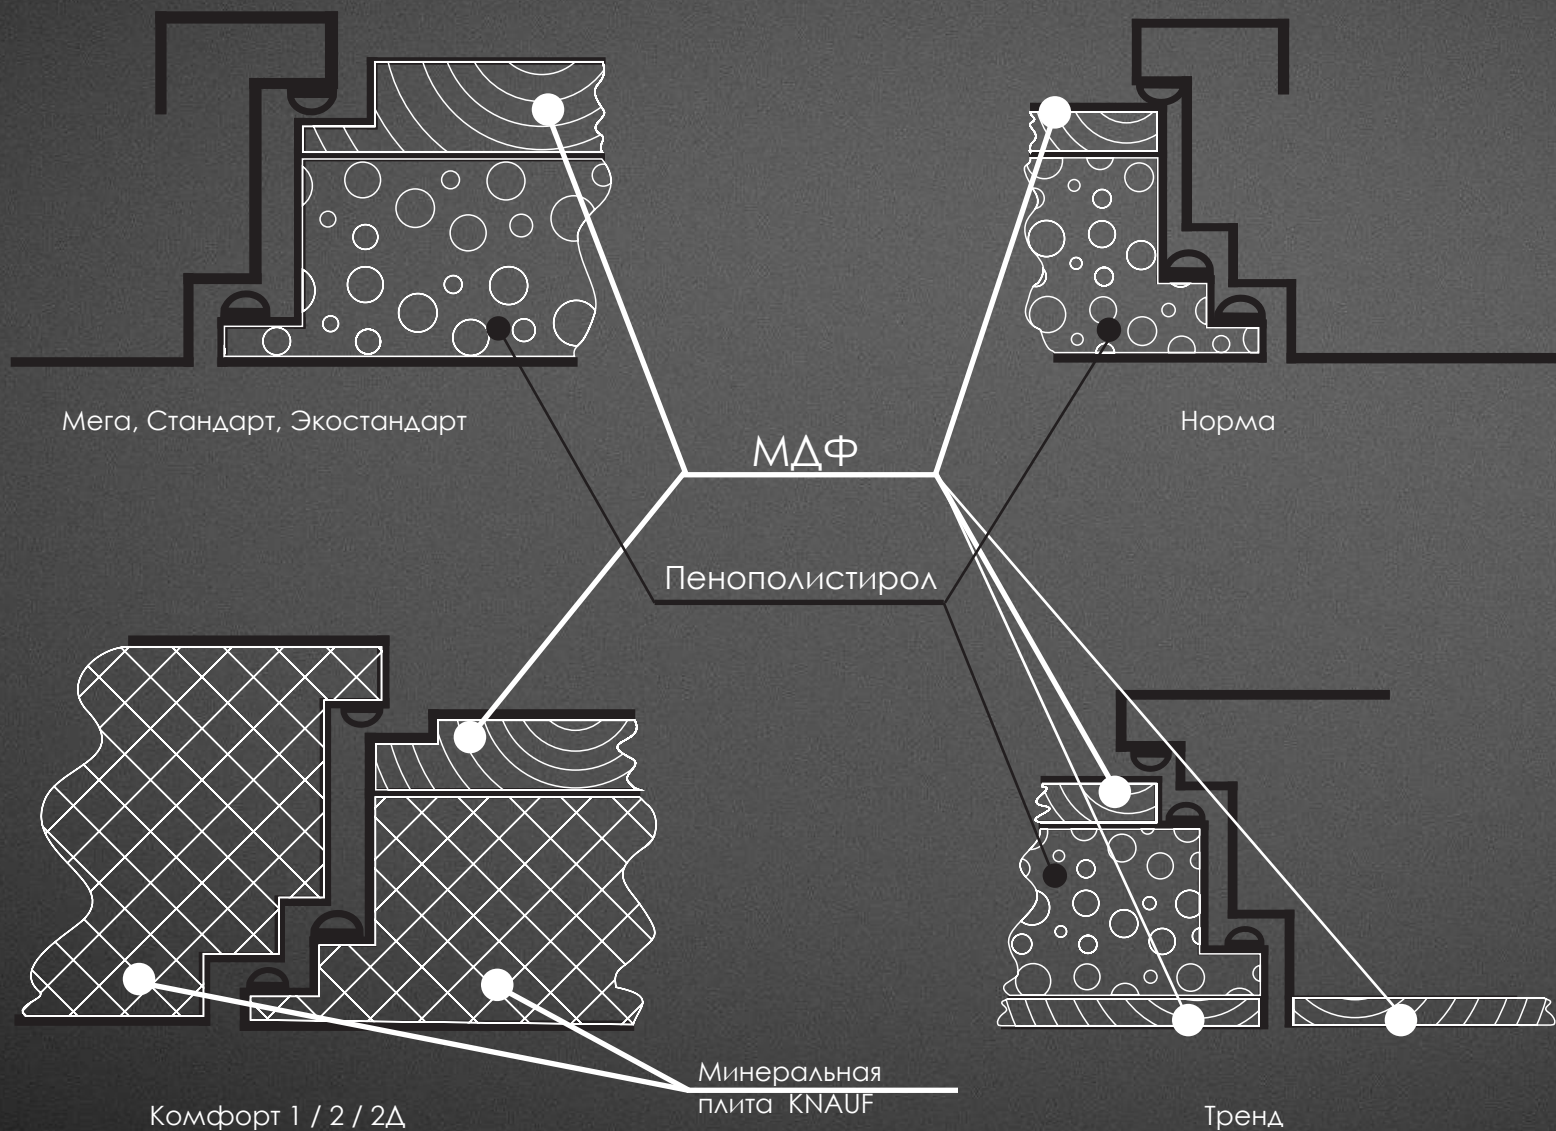 Мега, Стандарт, Экостандарт
Норма
МДФ
Пенополистирол
Минеральная
плита KNAUF
Комфорт 1 / 2 / 2Д
Тренд